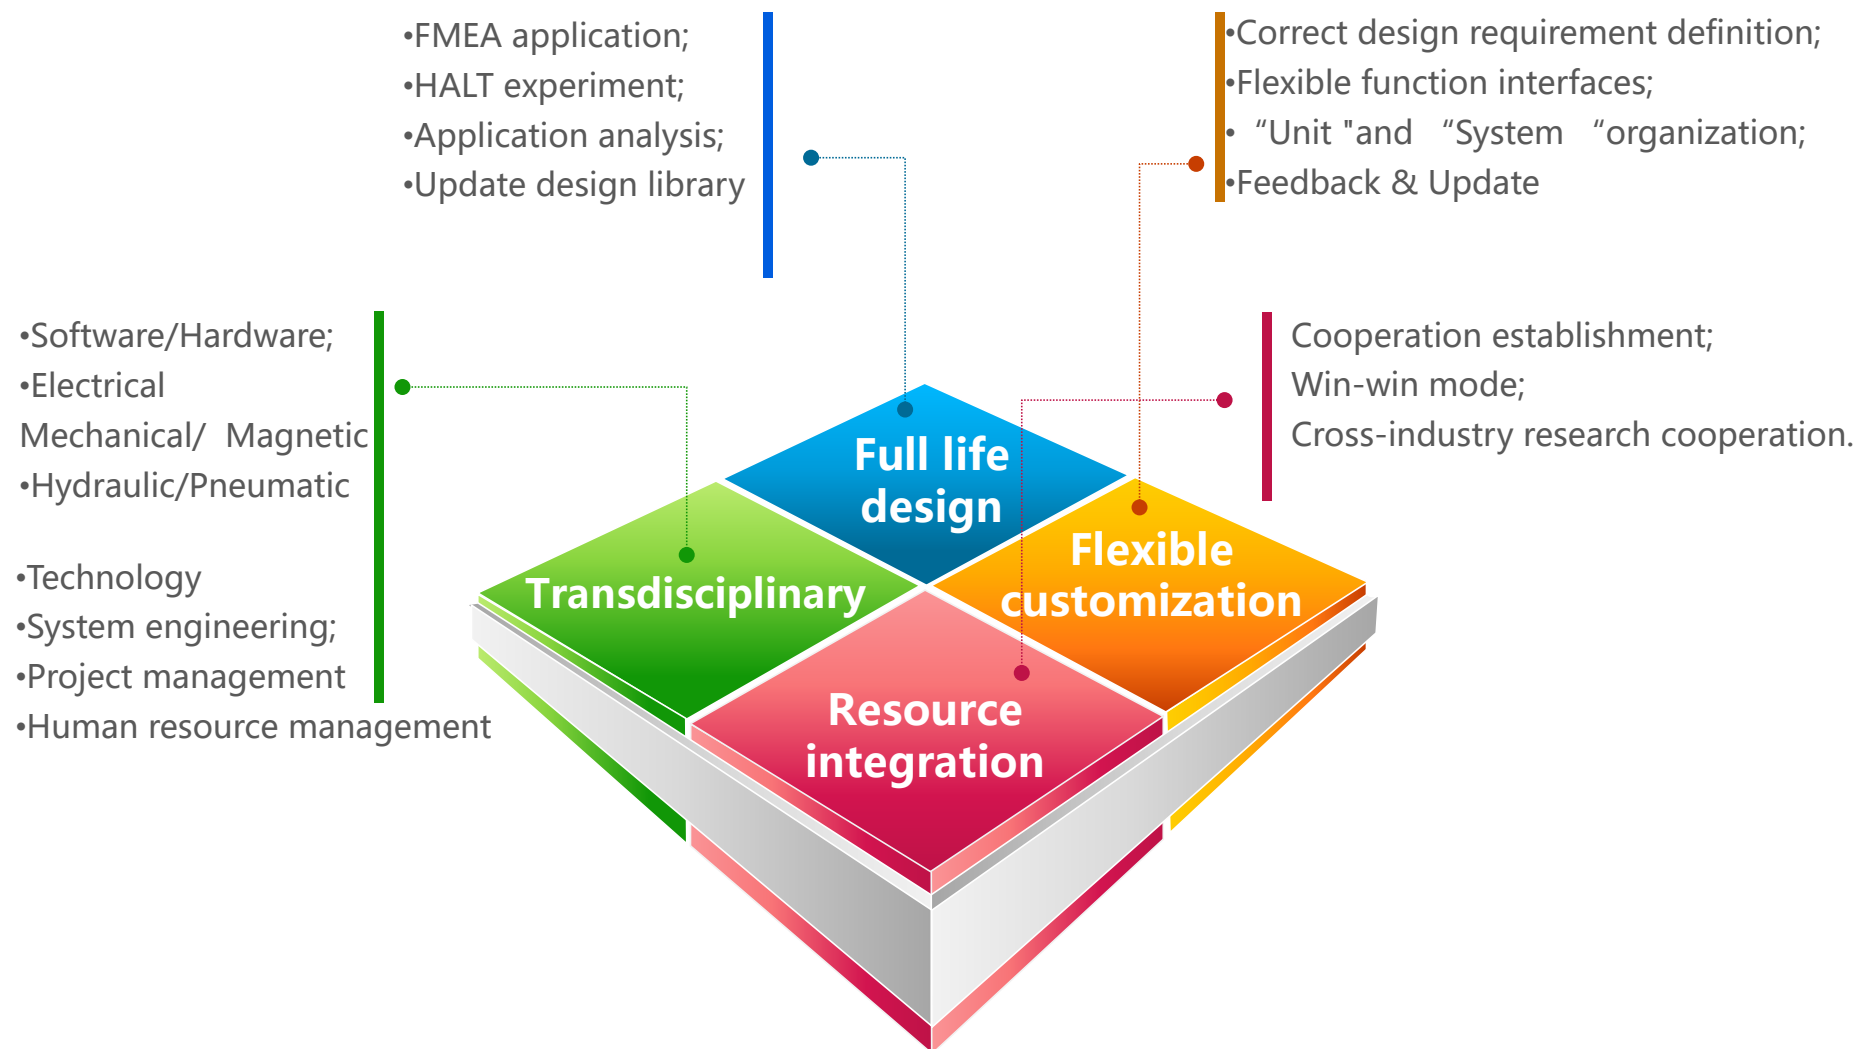 •FMEA application;
•HALT experiment;
•Application analysis;
•Update design library
•Correct design requirement definition;
•Flexible function interfaces;
• “Unit "and “System “organization;
•Feedback & Update
•Software/Hardware;
•Electrical
Mechanical/ Magnetic
•Hydraulic/Pneumatic
•Technology
•System engineering;
•Project management
•Human resource management
Cooperation establishment;
Win-win mode;
Cross-industry research cooperation.
Full life
design
Transdisciplinary
Flexible
customization
Resource
integration